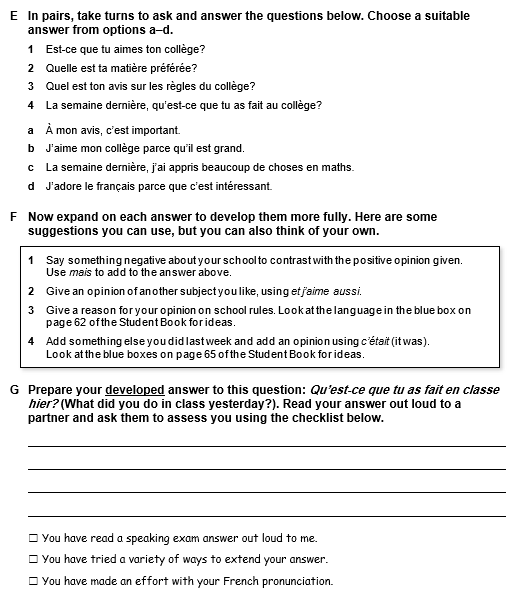 E In pairs, take turns to ask and answer the questions below. Choose a suitable
answer from options a–d.
1 Est-ce que tu aimes ton collège?
2 Quelle est ta matière préférée?
3 Quel est ton avis sur les règles du collège?
4 La semaine dernière, qu’est-ce que tu as fait au collège?
a À mon avis, c’est important.
b J’aime mon collège parce qu’il est grand.
c La semaine dernière, j’ai appris beaucoup de choses en maths.
d J’adore le français parce que c’est intéressant.
F Now expand on each answer to develop them more fully. Here are some
suggestions you can use, but you can also think of your own.
1 Say something negative about your school to contrast with the positive opinion given.
Use mais to add to the answer above.
2 Give an opinion of another subject you like, using et j’aime aussi.
3 Give a reason for your opinion on school rules. Look at the language in the blue box on
page 62 of the Student Book for ideas.
4 Add something else you did last week and add an opinion using c’était (it was).
Look at the blue boxes on page 65 of the Student Book for ideas.
G Prepare your developed answer to this question: Qu’est-ce que tu as fait en classe
hier? (What did you do in class yesterday?). Read your answer out loud to a
partner and ask them to assess you using the checklist below.
☐ You have read a speaking exam answer out loud to me.
☐ You have tried a variety of ways to extend your answer.
☐ You have made an effort with your French pronunciation.